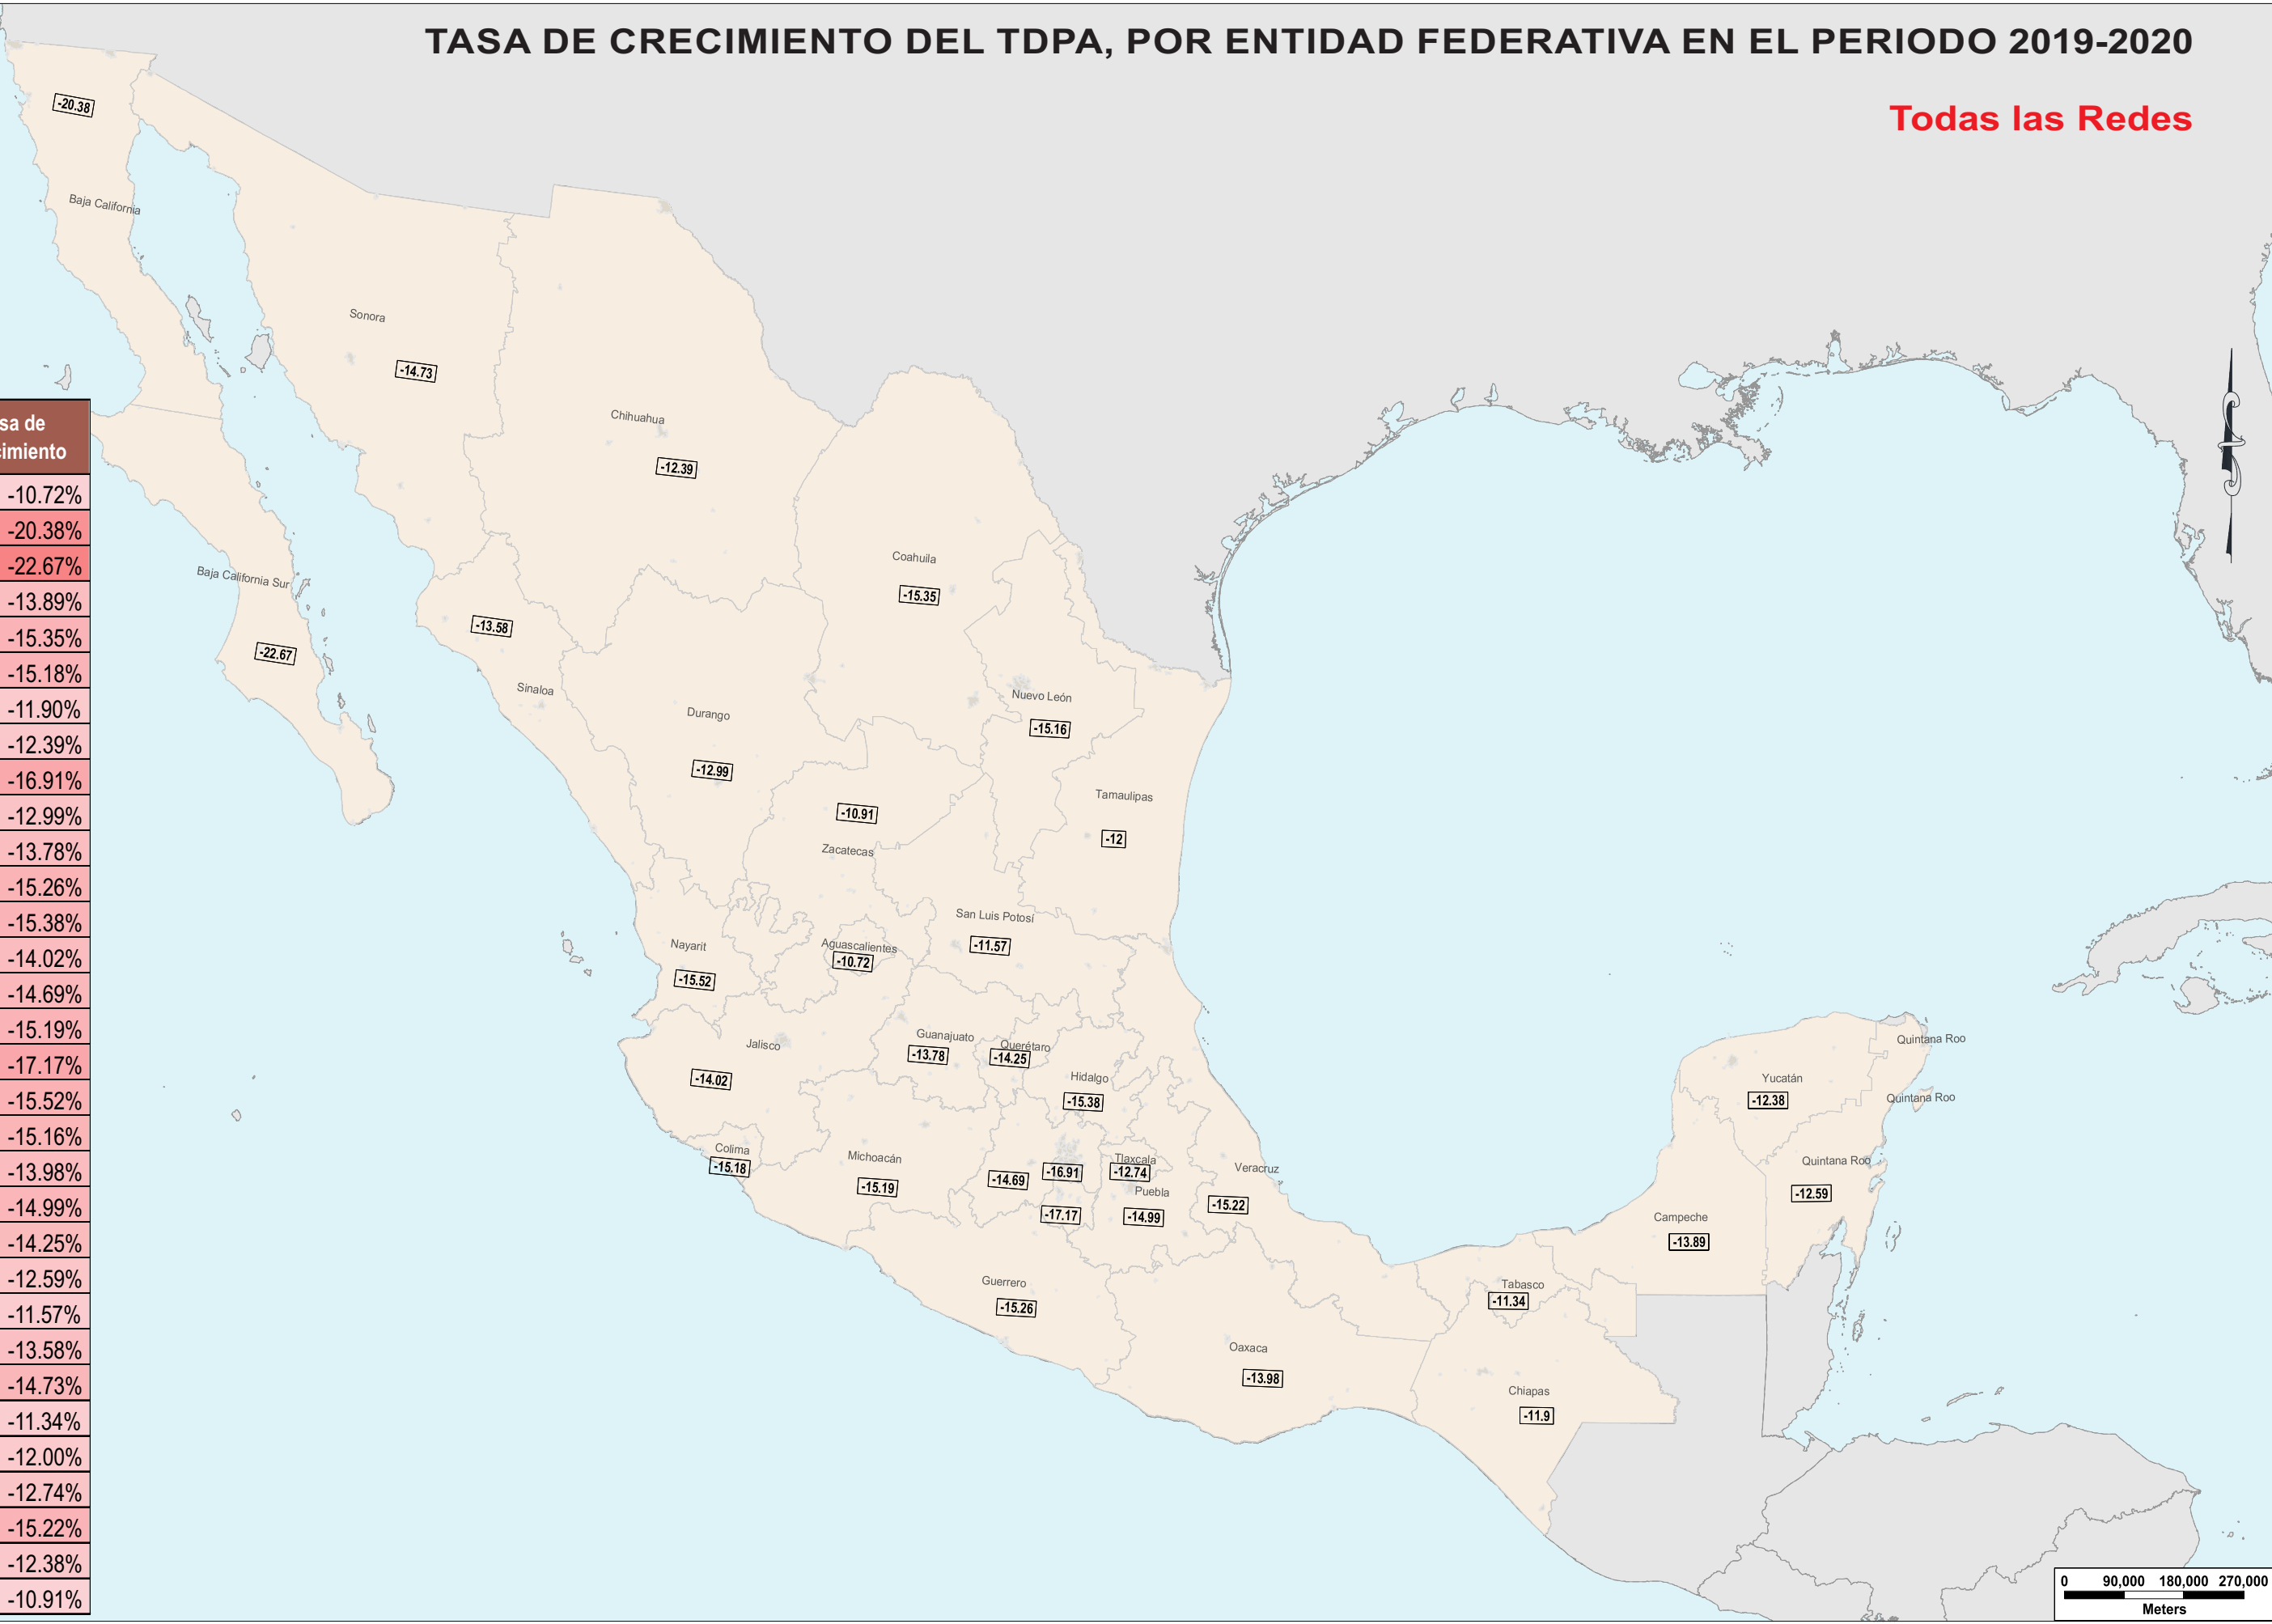 TASA DE CRECIMIENTO DEL TDPA, POR ENTIDAD FEDERATIVA EN EL PERIODO 2019-2020
Todas las Redes
sa de
cimiento
-10.72%
-20.38%
-22.67%
-13.89%
-15.35%
-15.18%
-11.90%
-12.39%
-16.91%
-12.99%
-13.78%
-15.26%
-15.38%
-14.02%
-14.69%
-15.19%
-17.17%
-15.52%
-15.16%
-13.98%
-14.99%
-14.25%
-12.59%
-11.57%
-13.58%
-14.73%
-11.34%
-12.00%
-12.74%
-15.22%
-12.38%
-10.91%
-20.38
Baja California
Sonora
-14.73
Chihuahua
-12.39
Coahuila
-15.35
Baja California Sur
-22.67
-13.58
Sinaloa
Nuevo León
-15.16
Durango
-12.99
-10.91
Zacatecas
Tamaulipas
-12
San Luis Potosí
-11.57
Nayarit
-15.52
Aguascalientes
-10.72
Jalisco
-14.02
Guanajuato
-13.78
Querétaro
-14.25
Hidalgo
-15.38
Colima
-15.18
Michoacán
-15.19
-14.69
-16.91
-17.17
Tlaxcala
-12.74
Puebla
-14.99
Veracruz
-15.22
Guerrero
-15.26
Oaxaca
-13.98
Tabasco
-11.34
Chiapas
-11.9
Campeche
-13.89
Yucatán
-12.38
Quintana Roo
Quintana Roo
Quintana Roo
-12.59
0 90,000 180,000 270,000
Meters